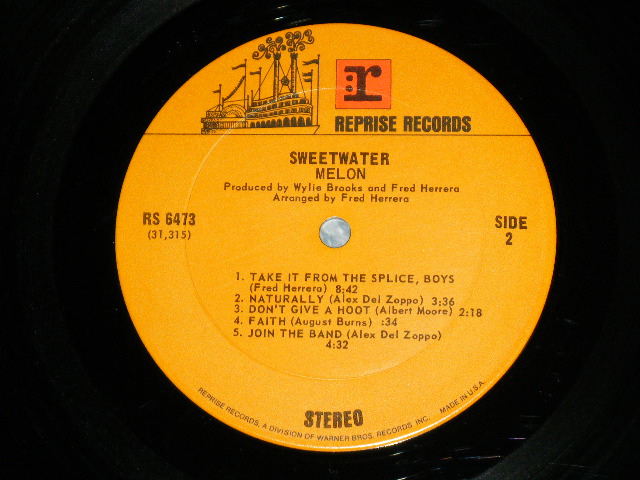 r
REPRISE RECORDS
SWEETWATER
MELON
Produced by Wylie Brooks and Fred Herrera
Arranged by Fred Herrera
RS 6473
(31,315)
SIDE
2
1. TAKE IT FROM THE SPLICE, BOYS
(Fred Herrera) 8:42
2. NATURALLY (Alex Del Zoppo) 3:36
3. DON'T GIVE A HOOT (Albert Moore) 2:18
4. FAITH (August Burns) :34
5. JOIN THE BAND (Alex Del Zoppo)
4:32
STEREO
REPRISE RECORDS, A DIVISION OF WARNER BROS. RECORDS INC. MADE IN U.S.A.